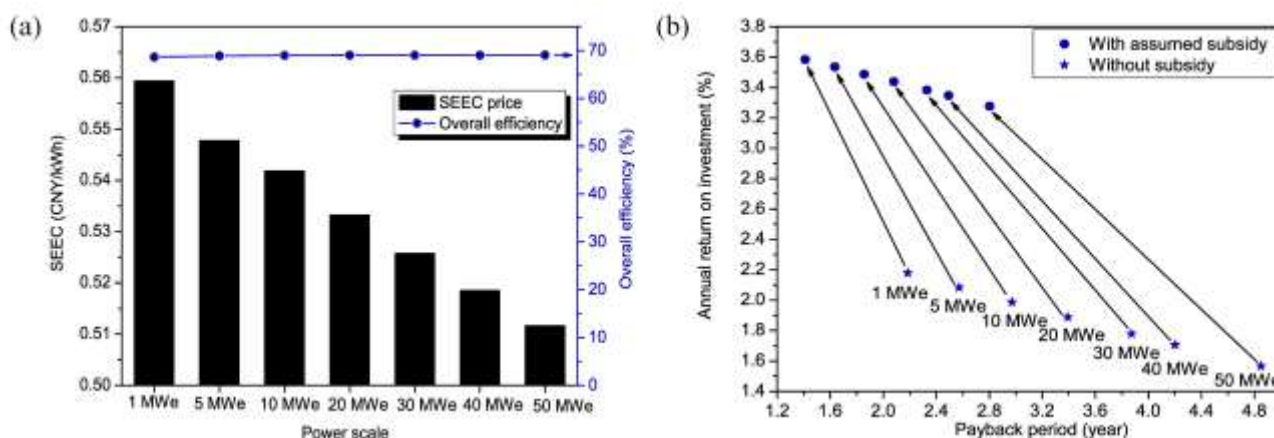 (a)
0.57
0.56
0.55
0.54
0.53
0.52
0.51
0.50
SEEC (CNY/kWh)
SEEC price
Overall efficiency
70
60
50
40
30
20
10
0
Overall efficiency (%)
1 MWe 5 MWe 10 MWe 20 MWe 30 MWe 40 MWe 50 MWe
Power scale
(b)
3.8
3.6
3.4
3.2
3.0
2.8
2.6
2.4
2.2
2.0
1.8
1.6
1.4
Annual return on investment (%)
With assumed subsidy
Without subsidy
1 MWe
5 MWe
10 MWe
20 MWe
30 MWe
40 MWe
50 MWe
1.2 1.6 2.0 2.4 2.8 3.2 3.6 4.0 4.4 4.8
Payback period (year)